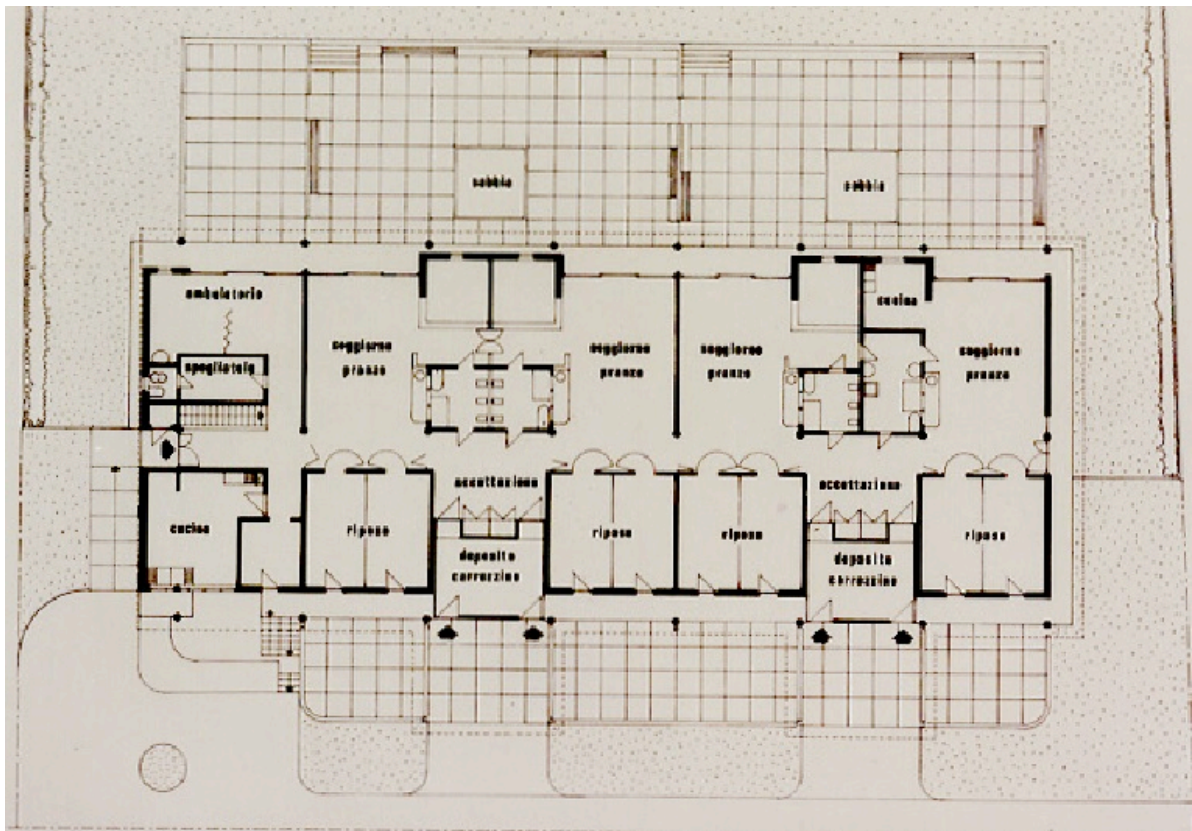 sabbia
sabbia
ambulatorio
cucina
spogliatoio
soggiorno
pranzo
soggiorno
pranzo
soggiorno
pranzo
soggiorno
pranzo
accettazione
accettazione
cucina
riposo
deposito
carrozzine
riposo
riposo
deposito
carrozzine
riposo